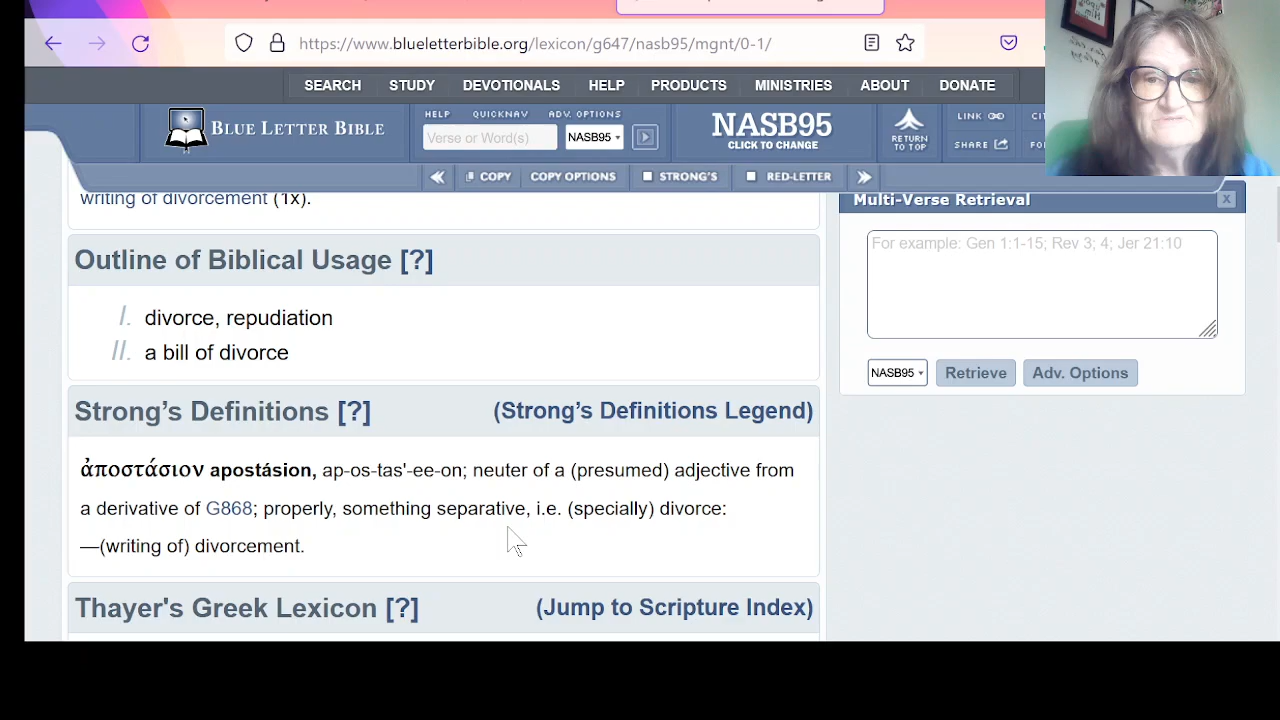 https://www.blueletterbible.org/lexicon/g647/nasb95/mgnt/0-1/
SEARCH STUDY DEVOTIONALS HELP PRODUCTS MINISTRIES ABOUT DONATE
HELP QUICKNAV ADV. OPTIONS
BLUE LETTER BIBLE
Verse or Word(s) NASB95
NASB95
CLICK TO CHANGE
RETURN
TO TOP
LINK
SHARE
COPY COPY OPTIONS STRONG'S RED-LETTER
writing of divorcement (1x).
Multi-Verse Retrieval X
For example: Gen 1:1-15; Rev 3; 4; Jer 21:10
NASB95 Retrieve Adv. Options
Outline of Biblical Usage [?]
I. divorce, repudiation
II. a bill of divorce
Strong’s Definitions [?] (Strong’s Definitions Legend)
ἀποστάσιον apostásion, ap-os-tas'-ee-on; neuter of a (presumed) adjective from
a derivative of G868; properly, something separative, i.e. (specially) divorce:
—(writing of) divorcement.
Thayer's Greek Lexicon [?] (Jump to Scripture Index)